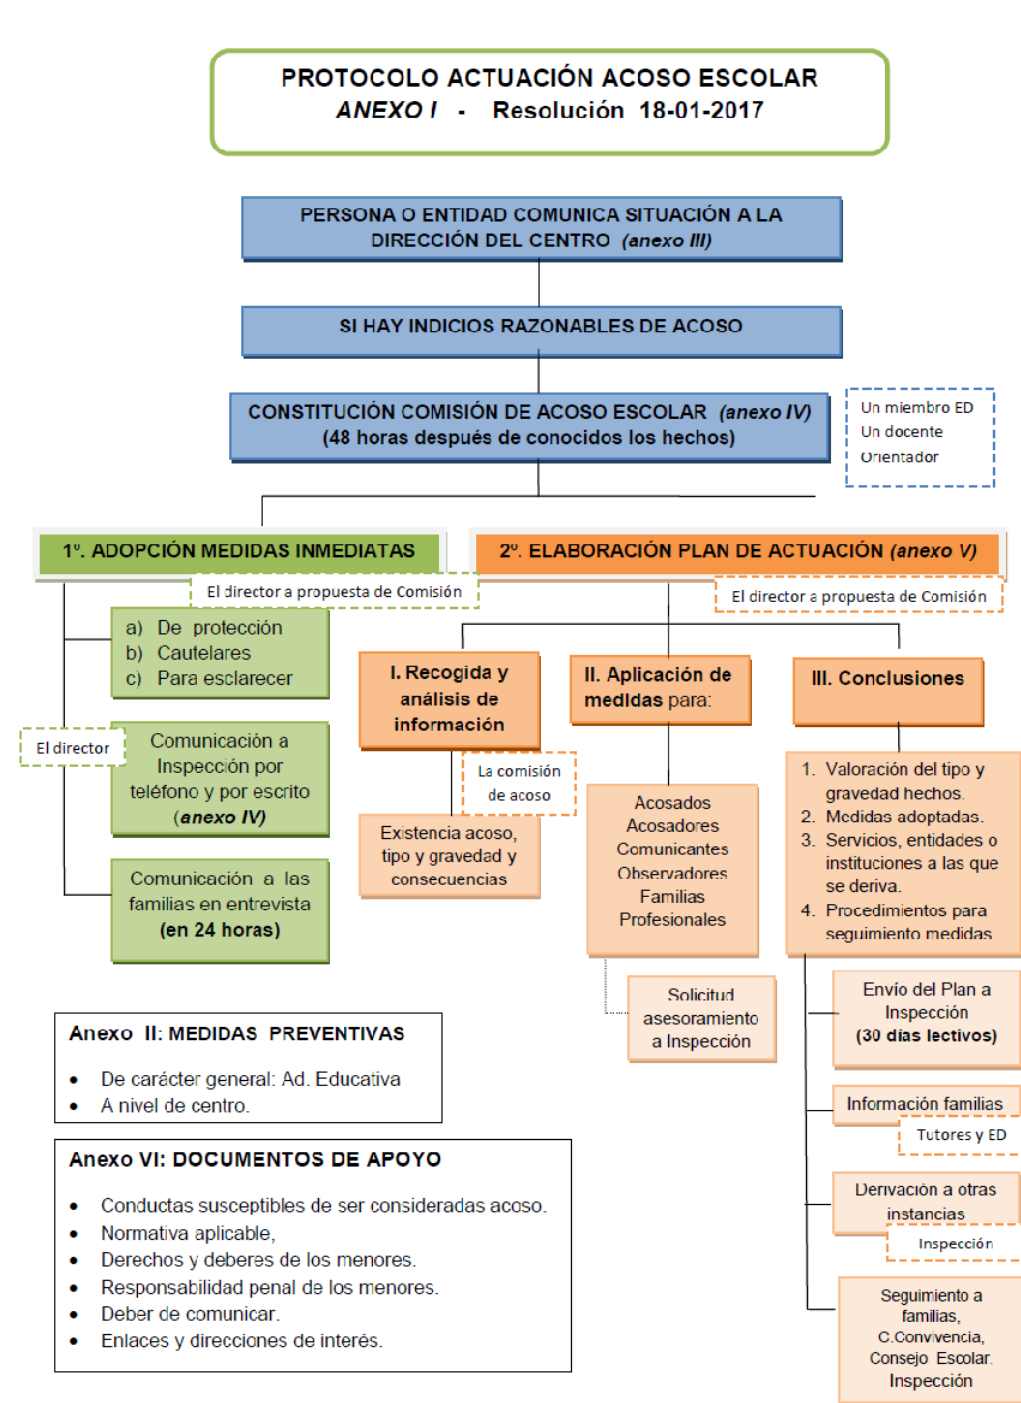 PROTOCOLO ACTUACIÓN ACOSO ESCOLAR
ANEXO I - Resolución 18-01-2017
PERSONA O ENTIDAD COMUNICA SITUACIÓN A LA
DIRECCIÓN DEL CENTRO (anexo III)
SI HAY INDICIOS RAZONABLES DE ACOSO
CONSTITUCIÓN COMISIÓN DE ACOSO ESCOLAR (anexo IV)
(48 horas después de conocidos los hechos)
Un miembro ED
Un docente
Orientador
1º. ADOPCIÓN MEDIDAS INMEDIATAS
El director a propuesta de Comisión
a) De protección
b) Cautelares
c) Para esclarecer
El director
Comunicación a
Inspección por
teléfono y por escrito
(anexo IV)
Comunicación a las
familias en entrevista
(en 24 horas)
2º. ELABORACIÓN PLAN DE ACTUACIÓN (anexo V)
El director a propuesta de Comisión
I. Recogida y
análisis de
información
La comisión
de acoso
Existencia acoso,
tipo y gravedad y
consecuencias
II. Aplicación de
medidas para:
Acosados
Acosadores
Comunicantes
Observadores
Familias
Profesionales
Solicitud
asesoramiento
a Inspección
III. Conclusiones
1. Valoración del tipo y
gravedad hechos.
2. Medidas adoptadas.
3. Servicios, entidades o
instituciones a las que
se deriva.
4. Procedimientos para
seguimiento medidas
Envío del Plan a
Inspección
(30 días lectivos)
Información familias
Tutores y ED
Derivación a otras
instancias
Inspección
Seguimiento a
familias,
C.Convivencia,
Consejo Escolar.
Inspección
Anexo II: MEDIDAS PREVENTIVAS
• De carácter general: Ad. Educativa
• A nivel de centro.
Anexo VI: DOCUMENTOS DE APOYO
• Conductas susceptibles de ser consideradas acoso.
• Normativa aplicable,
• Derechos y deberes de los menores.
• Responsabilidad penal de los menores.
• Deber de comunicar.
• Enlaces y direcciones de interés.